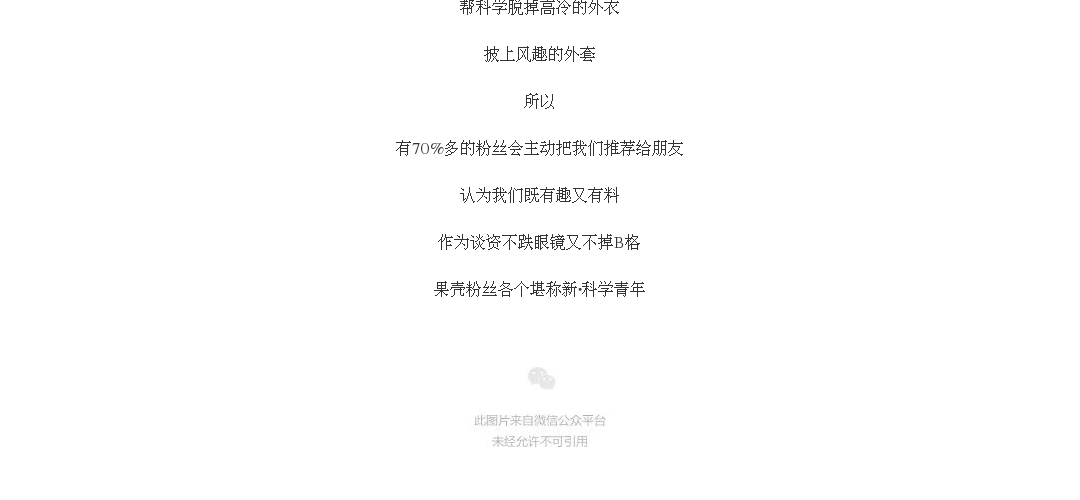 帮科学脱掉高冷的外衣
披上风趣的外套
所以
有70%多的粉丝会主动把我们推荐给朋友
认为我们既有趣又有料
作为谈资不跌眼镜又不掉B格
果壳粉丝各个堪称新·科学青年
此图片来自微信公众平台
未经允许不可引用